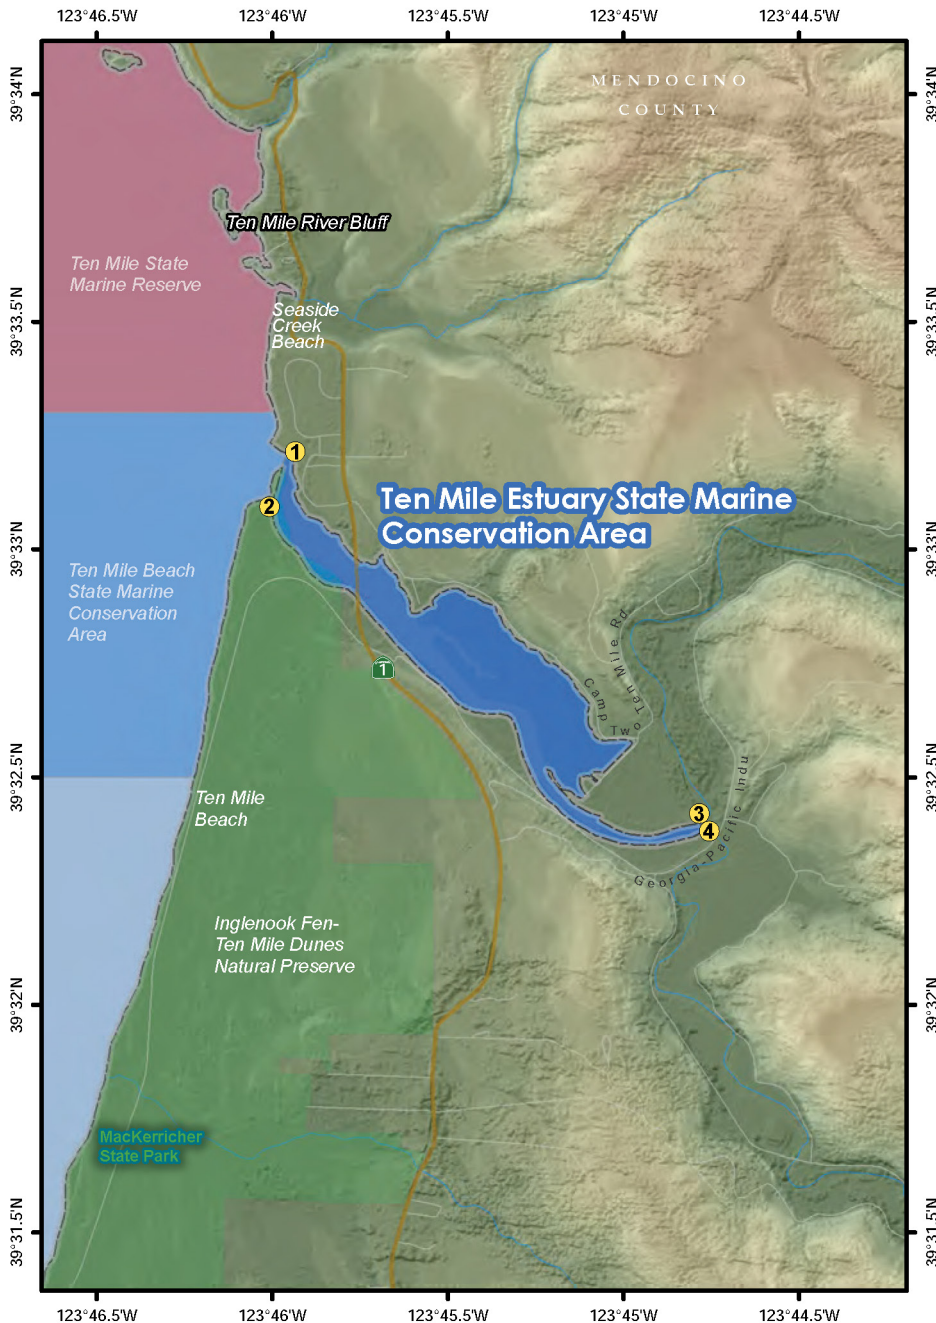 123°46.5'W
123°46'W
123°45.5'W
123°45'W
123°44.5'W
39°34'N
39°34'N
MENDOCINO
COUNTY
Ten Mile River Bluff
Ten Mile State
Marine Reserve
Seaside
Creek
Beach
39°33.5'N
39°33.5'N
1
2
Ten Mile Estuary State Marine
Conservation Area
39°33'N
39°33'N
Ten Mile Beach
State Marine
Conservation
Area
Camp Two Ten Mile Rd
1
39°32.5'N
39°32.5'N
Ten Mile
Beach
3
4
Georgia-Pacific Indu
Inglenook Fen-
Ten Mile Dunes
Natural Preserve
39°32'N
39°32'N
MacKerricher
State Park
39°31.5'N
39°31.5'N
123°46.5'W
123°46'W
123°45.5'W
123°45'W
123°44.5'W